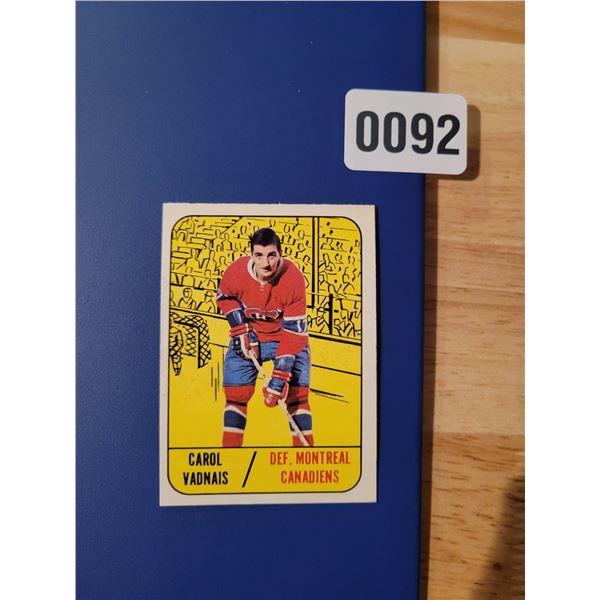 0092
CAROL / DEF. MONTREAL
VADNAIS CANADIENS